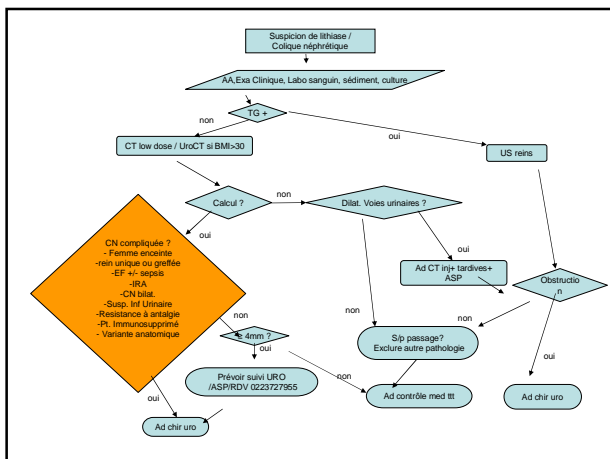 Suspicion de lithiase /
Colique néphrétique
AA,Exa Clinique, Labo sanguin, sédiment, culture
TG +
non
oui
CT low dose / UroCT si BMI>30
US reins
Calcul ?
non
Dilat. Voies urinaires ?
oui
non
oui
CN compliquée ?
- Femme enceinte
-rein unique ou greffée
-EF +/- sepsis
-IRA
-CN bilat.
-Susp. Inf Urinaire
-Resistance à antalgie
-Pt. Immunosupprimé
- Variante anatomique
Ad CT inj+ tardives+
ASP
Obstructio
n
non
≥ 4mm ?
oui
non
S/p passage?
Exclure autre pathologie
non
oui
Prévoir suivi URO
/ASP/RDV 0223727955
non
Ad contrôle med ttt
Ad chir uro
oui
Ad chir uro